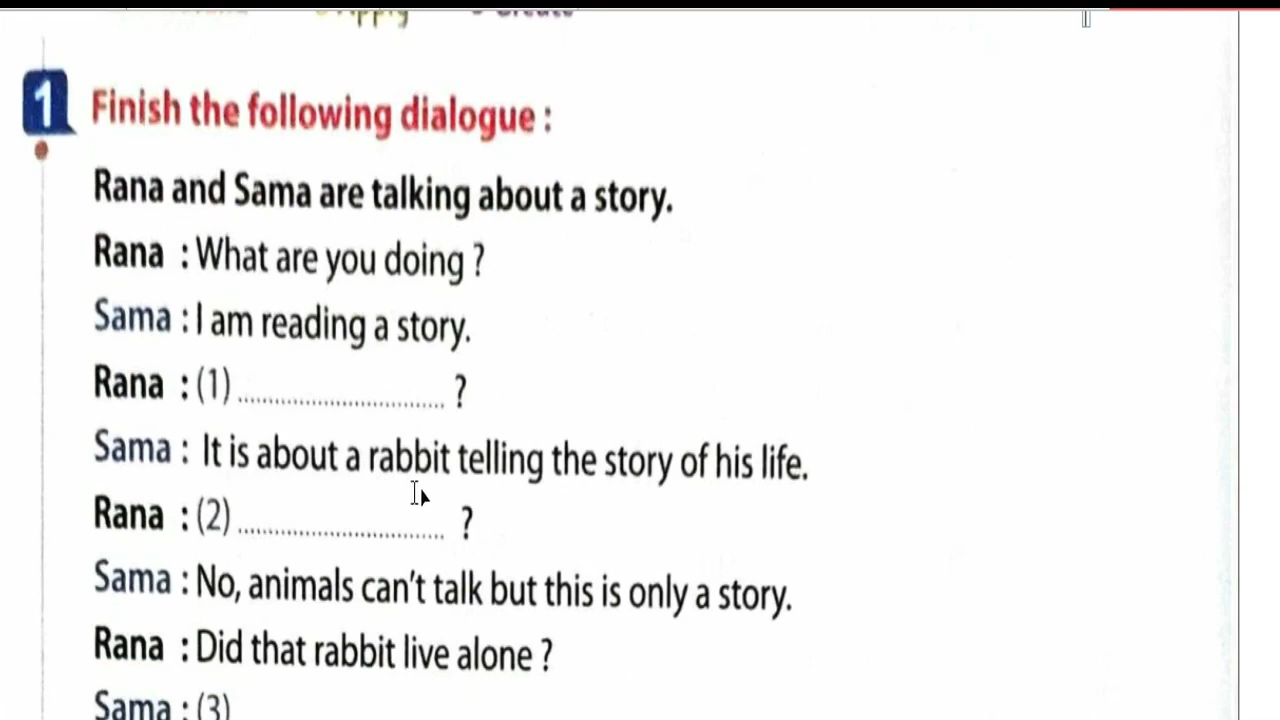 Apply Create
1 Finish the following dialogue :
Rana and Sama are talking about a story.
Rana : What are you doing ?
Sama : I am reading a story.
Rana : (1) ................................ ?
Sama : It is about a rabbit telling the story of his life.
Rana : (2) ................................ ?
Sama : No, animals can't talk but this is only a story.
Rana : Did that rabbit live alone ?
Sama : (3)